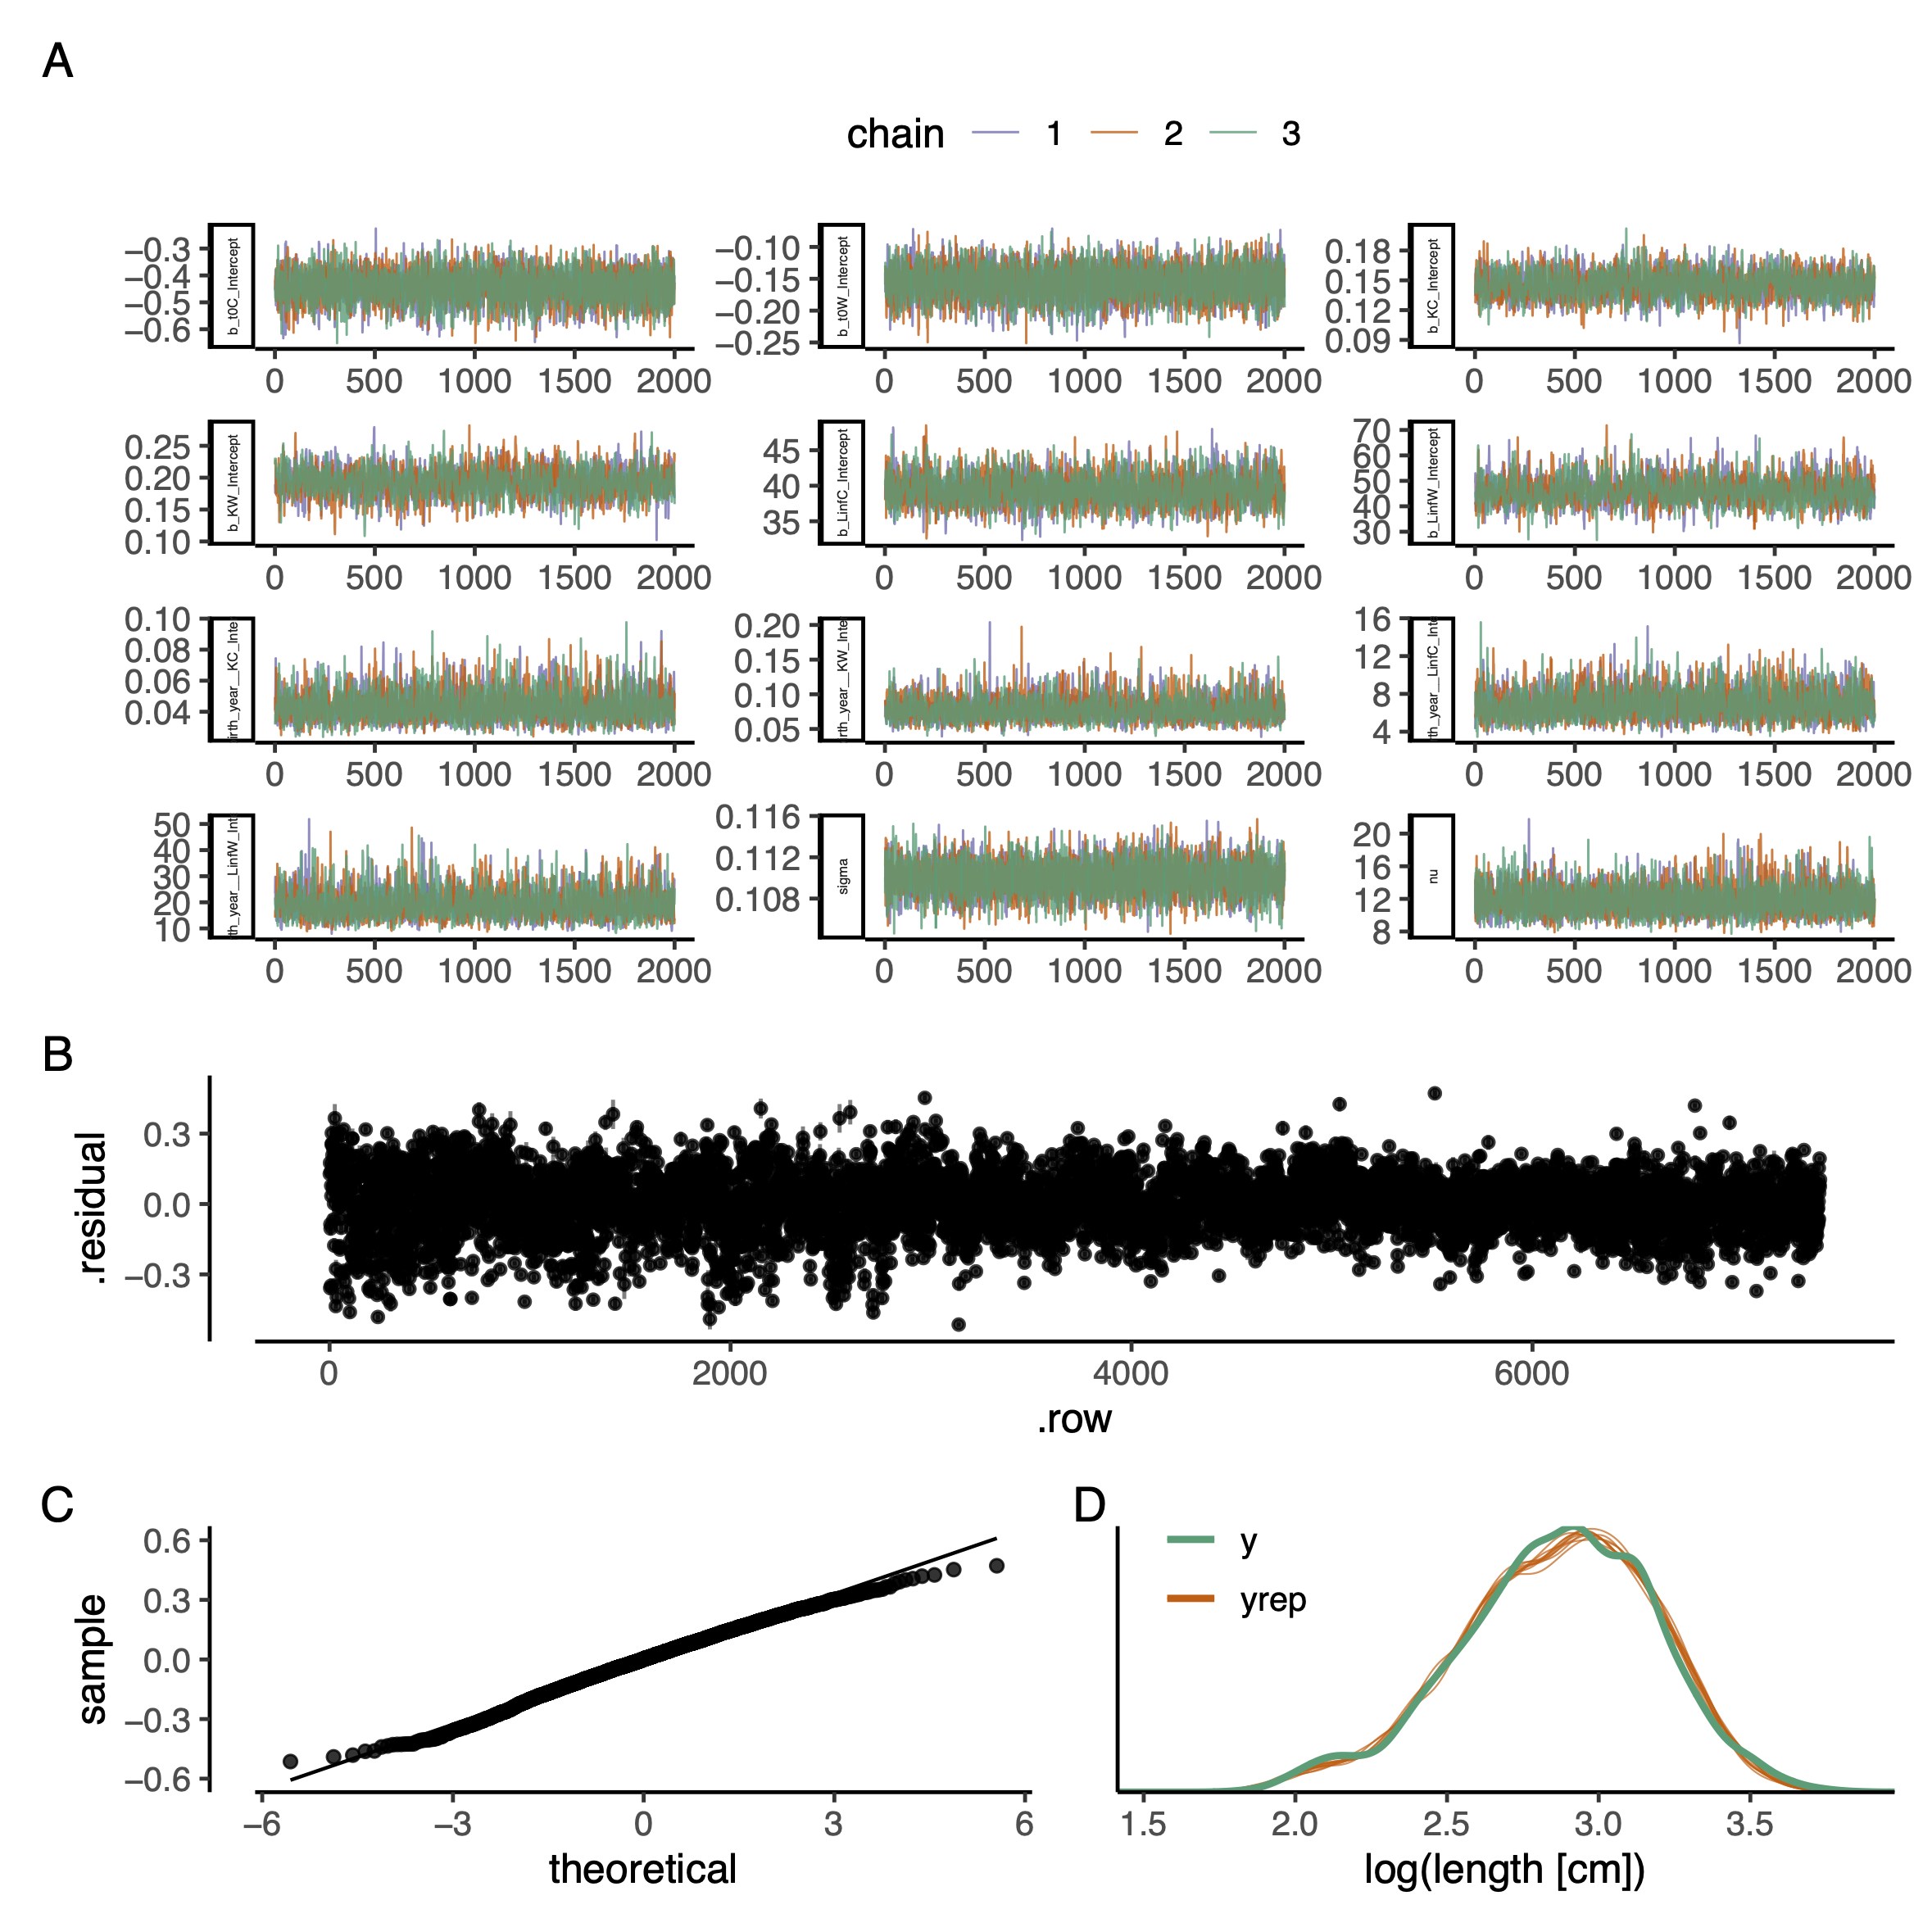 A
chain 1 2 3
b_t0C_Intercept
−0.3
−0.4
−0.5
−0.6
0 500 1000 1500 2000
b_t0W_Intercept
−0.10
−0.15
−0.20
−0.25
0 500 1000 1500 2000
b_KC_Intercept
0.18
0.15
0.12
0.09
0 500 1000 1500 2000
b_KW_Intercept
0.25
0.20
0.15
0.10
0 500 1000 1500 2000
b_LinfC_Intercept
45
40
35
0 500 1000 1500 2000
b_LinfW_Intercept
70
60
50
40
30
0 500 1000 1500 2000
irth_year__KC_Inte
0.10
0.08
0.06
0.04
0 500 1000 1500 2000
rth_year__KW_Inte
0.20
0.15
0.10
0.05
0 500 1000 1500 2000
th_year__LinfC_Inte
16
12
8
4
0 500 1000 1500 2000
th_year__LinfW_Int
50
40
30
20
10
0 500 1000 1500 2000
sigma
0.116
0.112
0.108
0 500 1000 1500 2000
nu
20
16
12
8
0 500 1000 1500 2000
B
.residual
0.3
0.0
−0.3
0 2000 4000 6000
.row
C
sample
0.6
0.3
0.0
−0.3
−0.6
−6 −3 0 3 6
theoretical
D
y
yrep
1.5 2.0 2.5 3.0 3.5
log(length [cm])